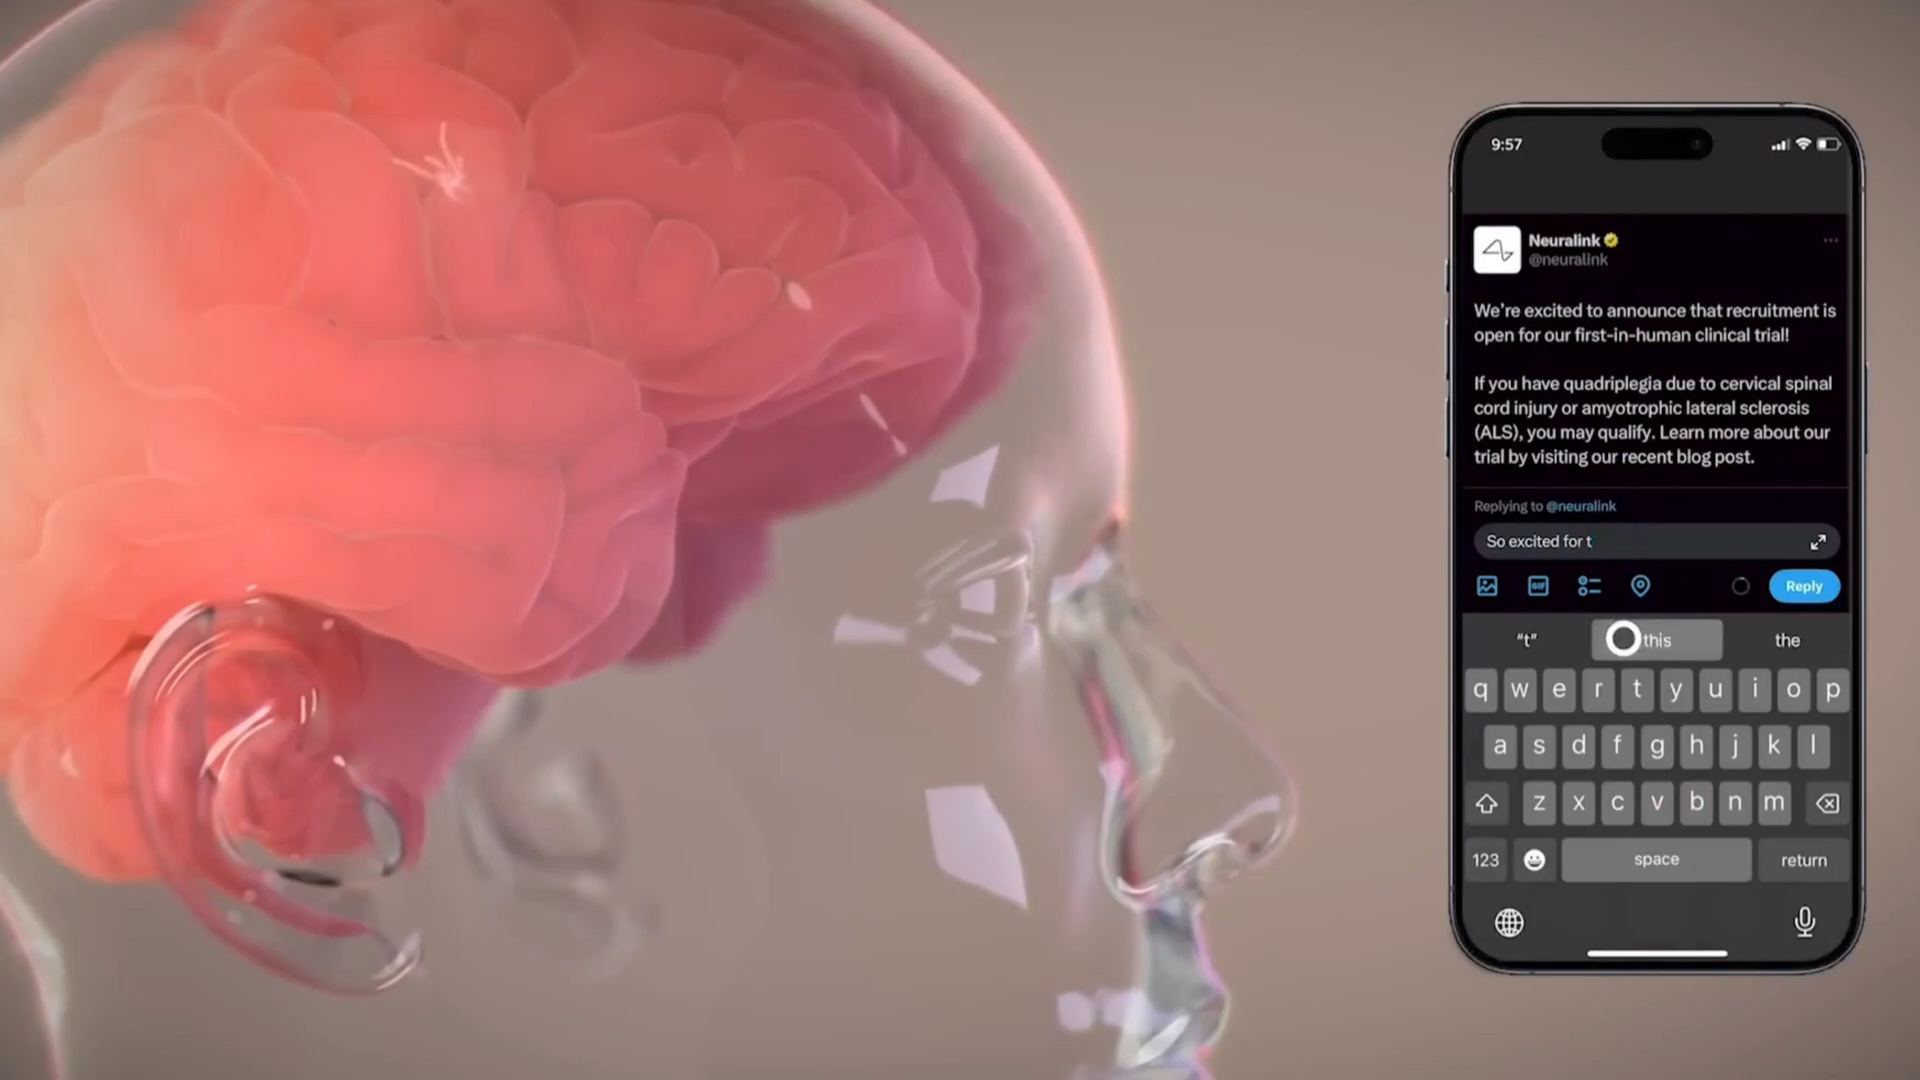 9:57
Neuralink
@neuralink
We're excited to announce that recruitment is
open for our first-in-human clinical trial!
If you have quadriplegia due to cervical spinal
cord injury or amyotrophic lateral sclerosis
(ALS), you may qualify. Learn more about our
trial by visiting our recent blog post.
Replying to @neuralink
So excited for t
GIF
Reply
“t” this the
q w e r t y u i o p
a s d f g h j k l
z x c v b n m
123 space return